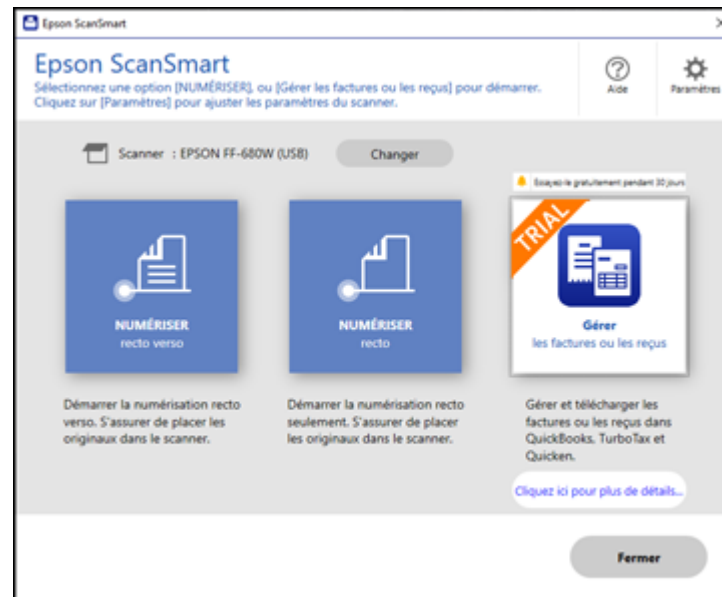 Epson ScanSmart
Epson ScanSmart
Sélectionnez une option [NUMÉRISER], ou [Gérer les factures ou les reçus] pour démarrer.
Cliquez sur [Paramètres] pour ajuster les paramètres du scanner.
Aide
Paramètres
Scanner : EPSON FF-680W (USB)
Changer
Essayez-le gratuitement pendant 30 jours
NUMÉRISER
recto verso
NUMÉRISER
recto
TRIAL
Gérer
les factures ou les reçus
Démarrer la numérisation recto
verso. S'assurer de placer les
originaux dans le scanner.
Démarrer la numérisation recto
seulement. S'assurer de placer
les originaux dans le scanner.
Gérer et télécharger les
factures ou les reçus dans
QuickBooks, TurboTax et
Quicken.
Cliquez ici pour plus de détails...
Fermer